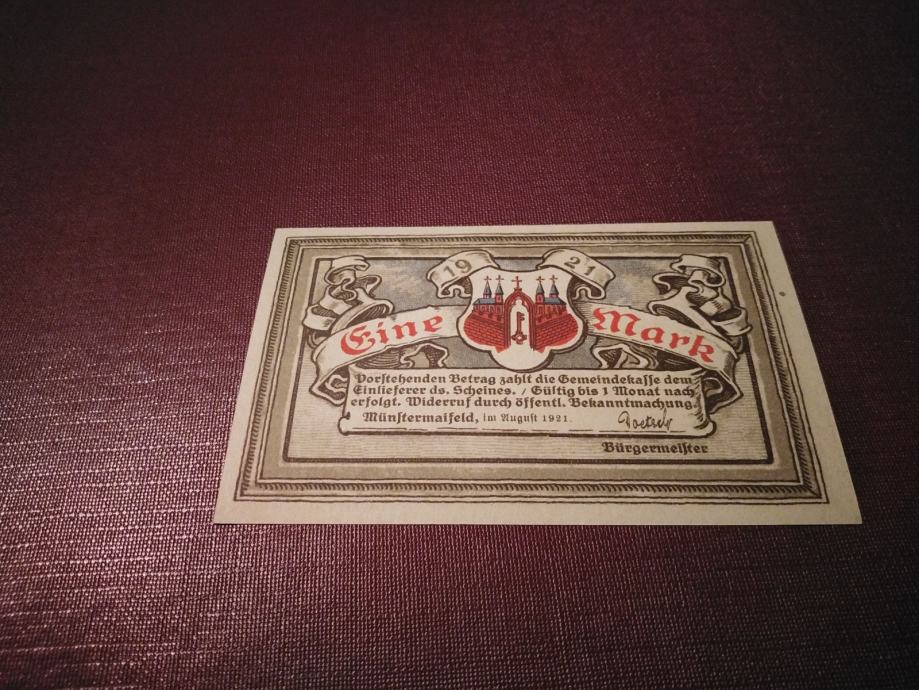 19 21
Eine Mark
Vorstehenden Betrag zahlt die Gemeindekasse dem
Einlieferer ds. Scheines. / Gültig bis 1 Monat nach
erfolgt. Widerruf durch öffentl. Bekanntmachung.
Münstermaifeld, im August 1921.
Doetsch
Bürgermeister